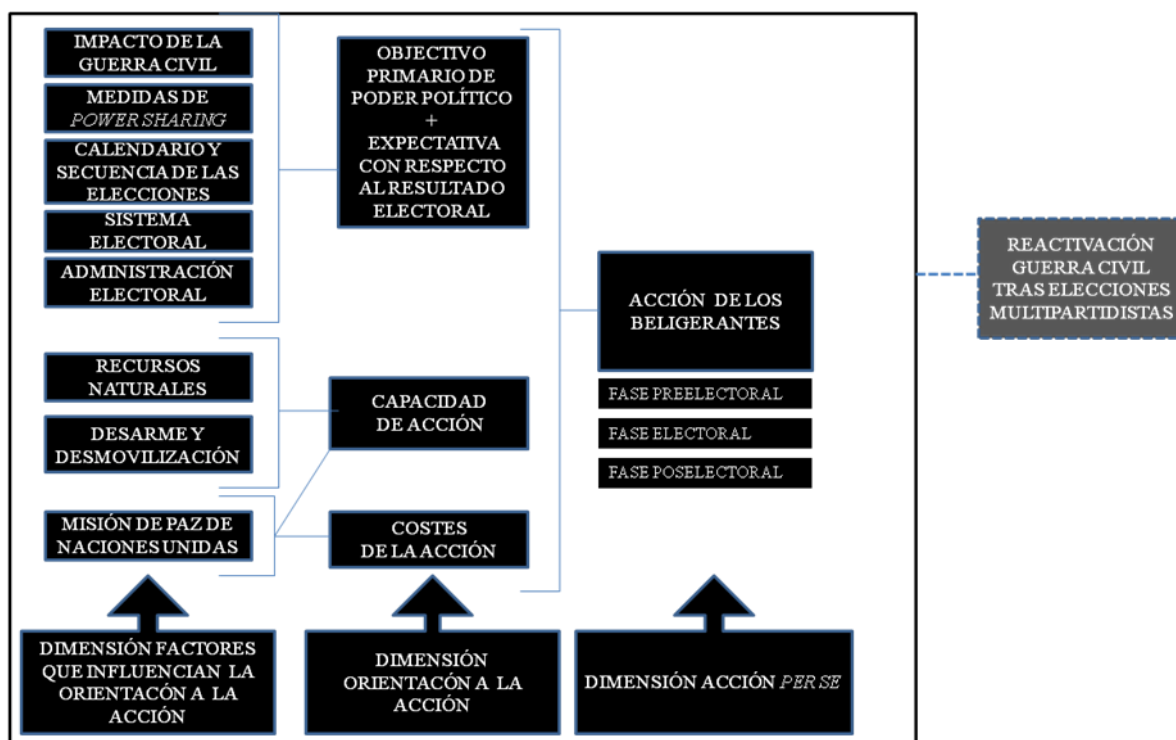 IMPACTO DE LA
GUERRA CIVIL
MEDIDAS DE
POWER SHARING
CALENDARIO Y
SECUENCIA DE LAS
ELECCIONES
SISTEMA
ELECTORAL
ADMINISTRACIÓN
ELECTORAL
RECURSOS
NATURALES
DESARME Y
DESMOVILIZACIÓN
MISIÓN DE PAZ DE
NACIONES UNIDAS
DIMENSIÓN FACTORES
QUE INFLUENCIAN LA
ORIENTACÓN A LA
ACCIÓN
OBJECTIVO
PRIMARIO DE
PODER POLÍTICO
+
EXPECTATIVA
CON RESPECTO
AL RESULTADO
ELECTORAL
CAPACIDAD
DE ACCIÓN
COSTES
DE LA ACCIÓN
DIMENSIÓN
ORIENTACÓN A LA
ACCIÓN
ACCIÓN DE LOS
BELIGERANTES
FASE PREELECTORAL
FASE ELECTORAL
FASE POSELECTORAL
DIMENSIÓN ACCIÓN PER SE
REACTIVACIÓN
GUERRA CIVIL
TRAS ELECCIONES
MULTIPARTIDISTAS